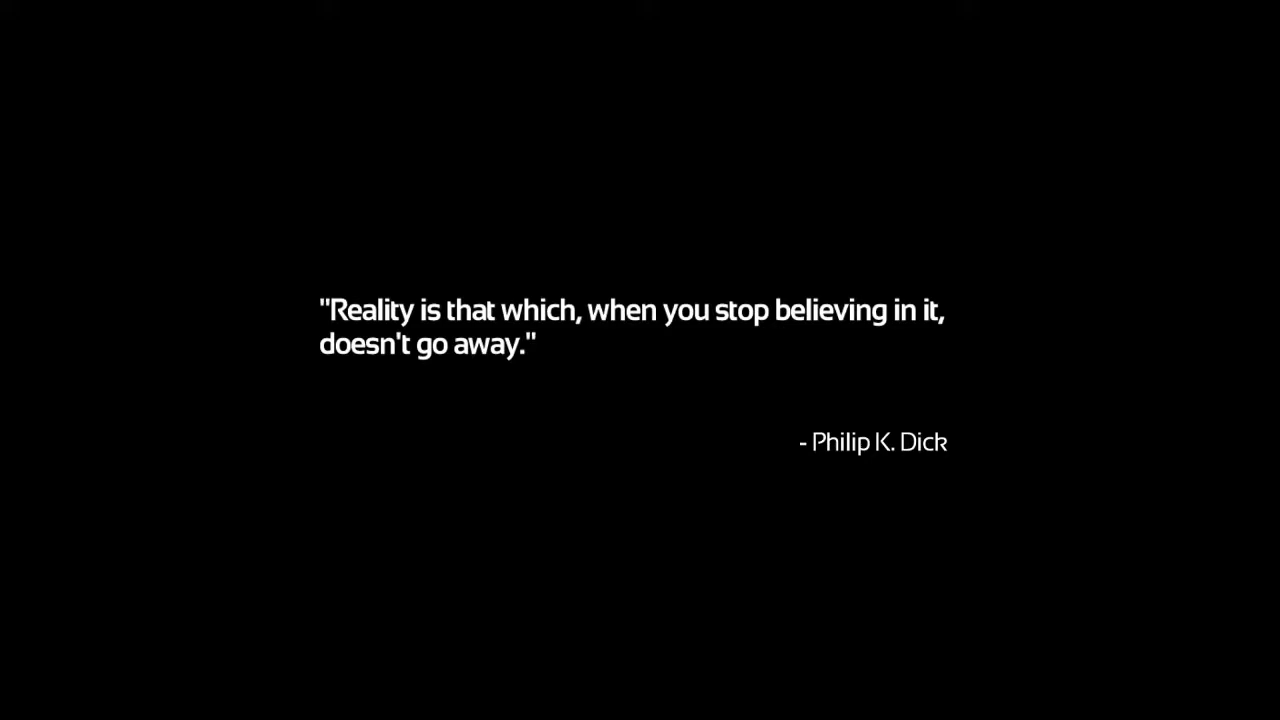 "Reality is that which, when you stop believing in it,
doesn't go away."
- Philip K. Dick